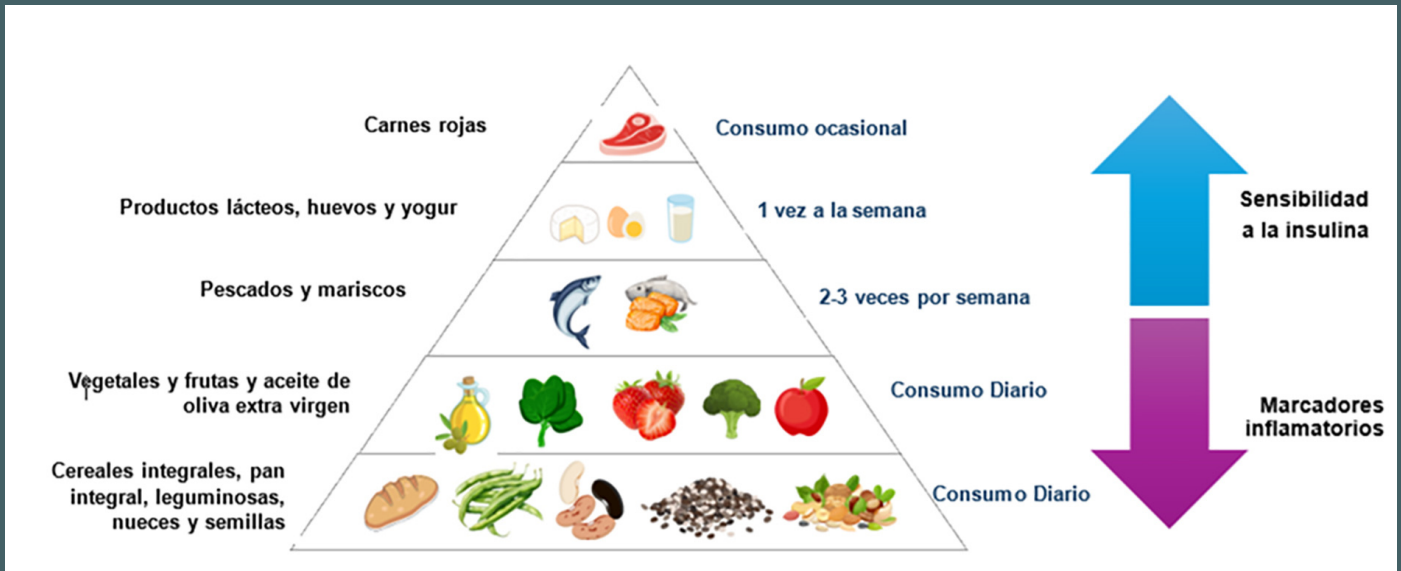 Carnes rojas
Consumo ocasional
Productos lácteos, huevos y yogur
1 vez a la semana
Pescados y mariscos
2-3 veces por semana
Vegetales y frutas y aceite de
oliva extra virgen
Consumo Diario
Cereales integrales, pan
integral, leguminosas,
nueces y semillas
Consumo Diario
Sensibilidad
a la insulina
Marcadores
inflamatorios